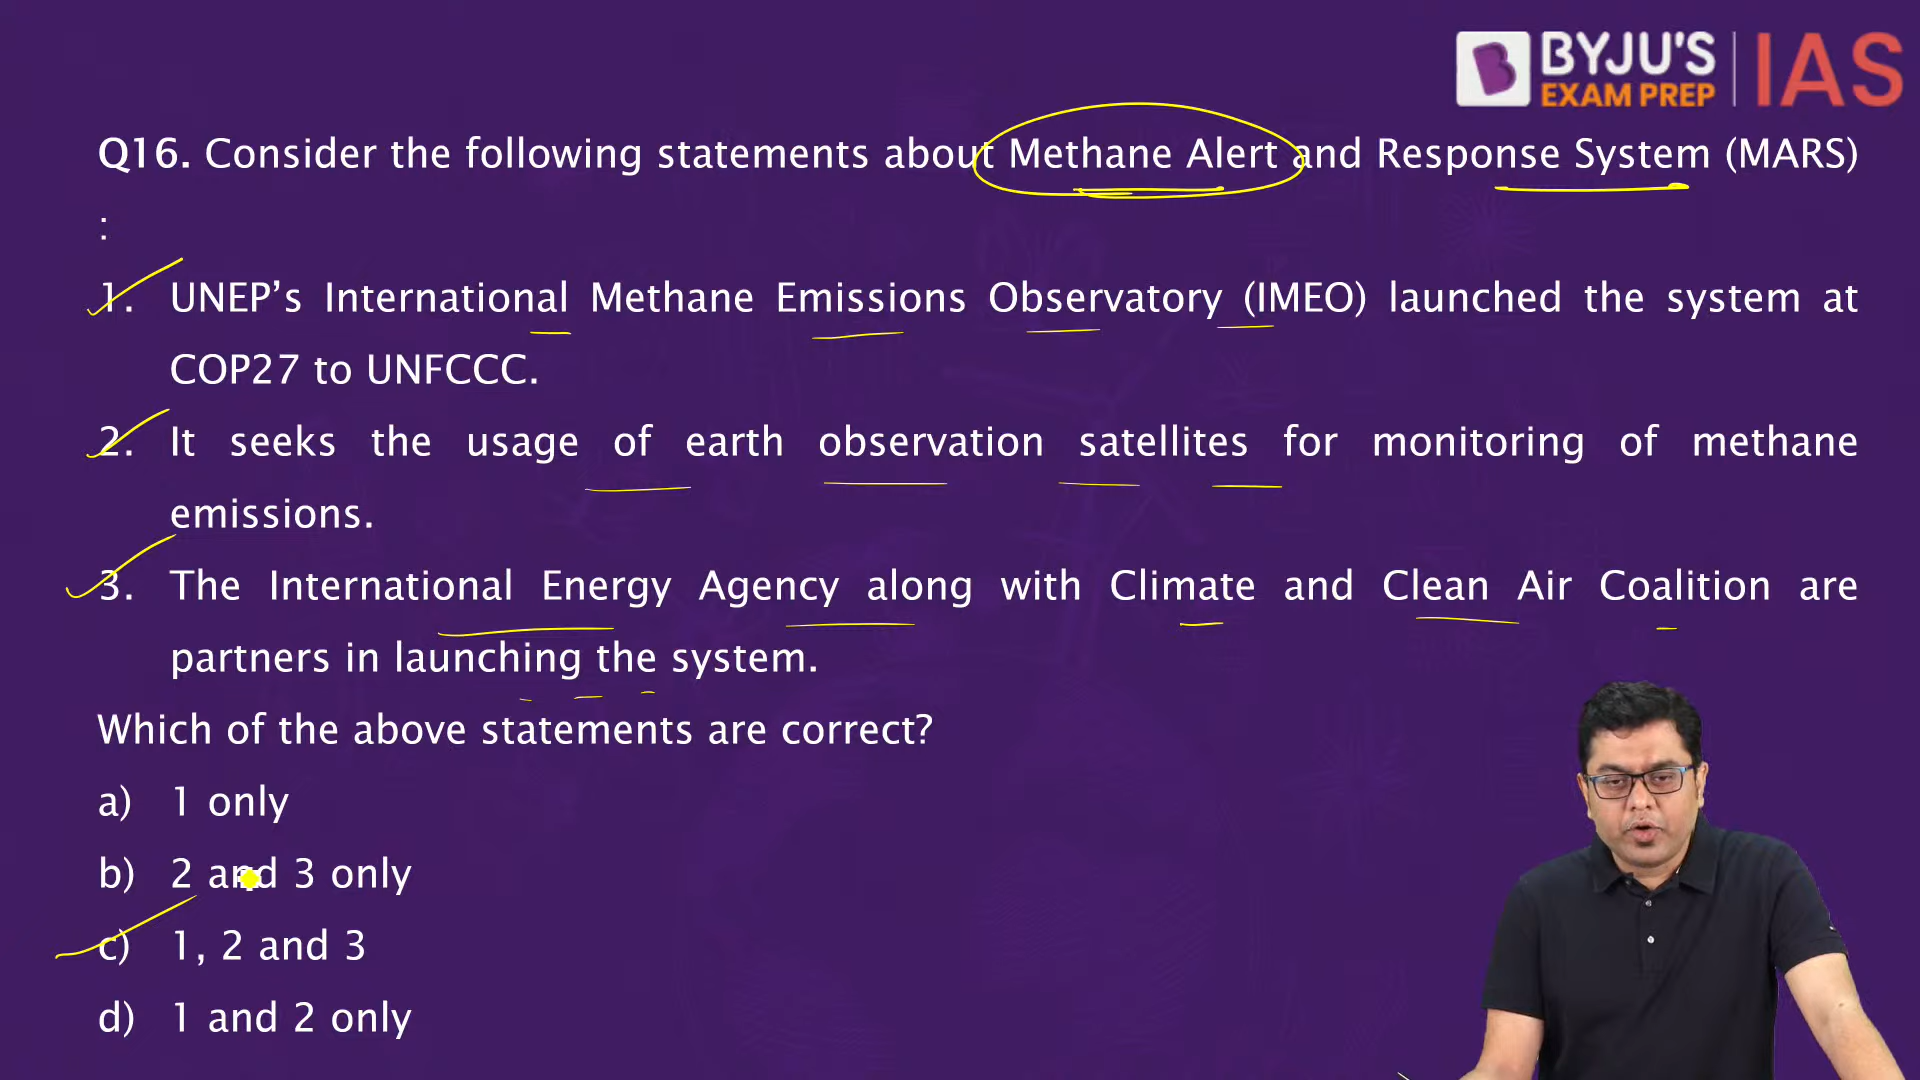 BYJU'S
EXAM PREP
IAS
Q16. Consider the following statements about Methane Alert and Response System (MARS)
:
1. UNEP’s International Methane Emissions Observatory (IMEO) launched the system at
COP27 to UNFCCC.
2. It seeks the usage of earth observation satellites for monitoring of methane
emissions.
3. The International Energy Agency along with Climate and Clean Air Coalition are
partners in launching the system.
Which of the above statements are correct?
a) 1 only
b) 2 and 3 only
c) 1, 2 and 3
d) 1 and 2 only